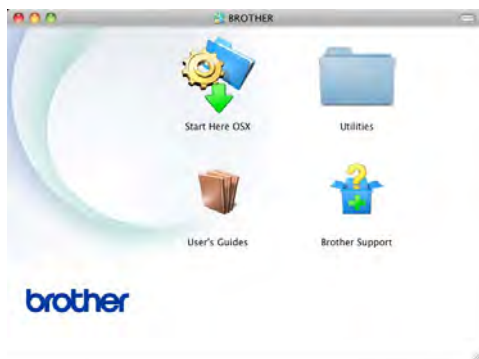 BROTHER
Start Here OSX
Utilities
User's Guides
Brother Support
brother